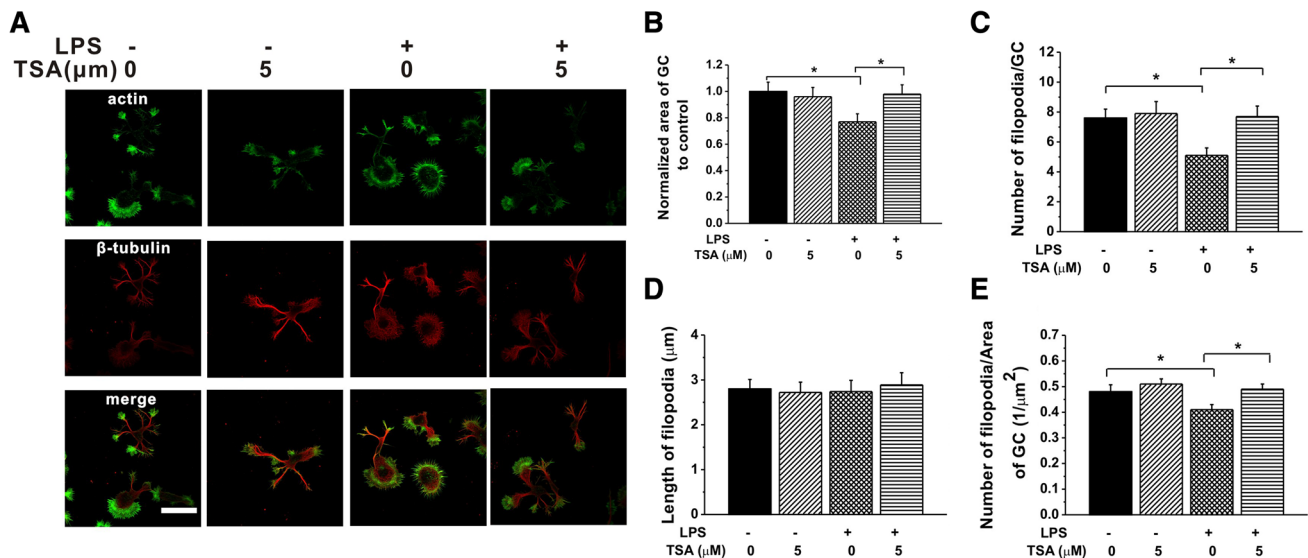 A
LPS - - + +
TSA(μm) 0 5 0 5
actin
β-tubulin
merge
B
Normalized area of GC
to control
1.2
1.0
0.8
0.6
0.4
0.2
0.0
* *
LPS - - + +
TSA (μM) 0 5 0 5
C
Number of filopodia/GC
12
10
8
6
4
2
0
* *
LPS - - + +
TSA (μM) 0 5 0 5
D
Length of filopodia (μm)
4
3
2
1
0
LPS - - + +
TSA (μM) 0 5 0 5
E
Number of filopodia/Area
of GC (1/μm²)
0.7
0.6
0.5
0.4
0.3
0.2
0.1
0.0
* *
LPS - - + +
TSA (μM) 0 5 0 5